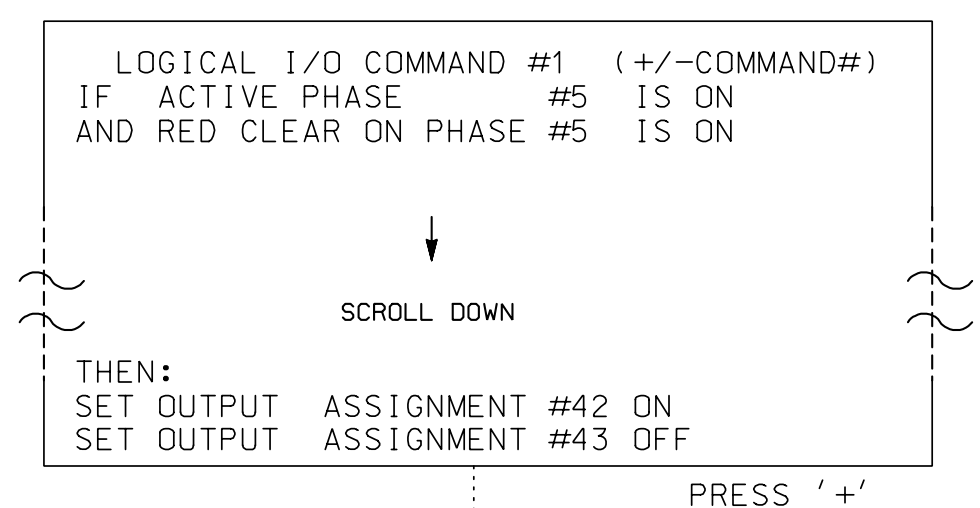 LOGICAL I/O COMMAND #1 (+/-COMMAND#)
IF ACTIVE PHASE #5 IS ON
AND RED CLEAR ON PHASE #5 IS ON
SCROLL DOWN
THEN:
SET OUTPUT ASSIGNMENT #42 ON
SET OUTPUT ASSIGNMENT #43 OFF
PRESS '+'